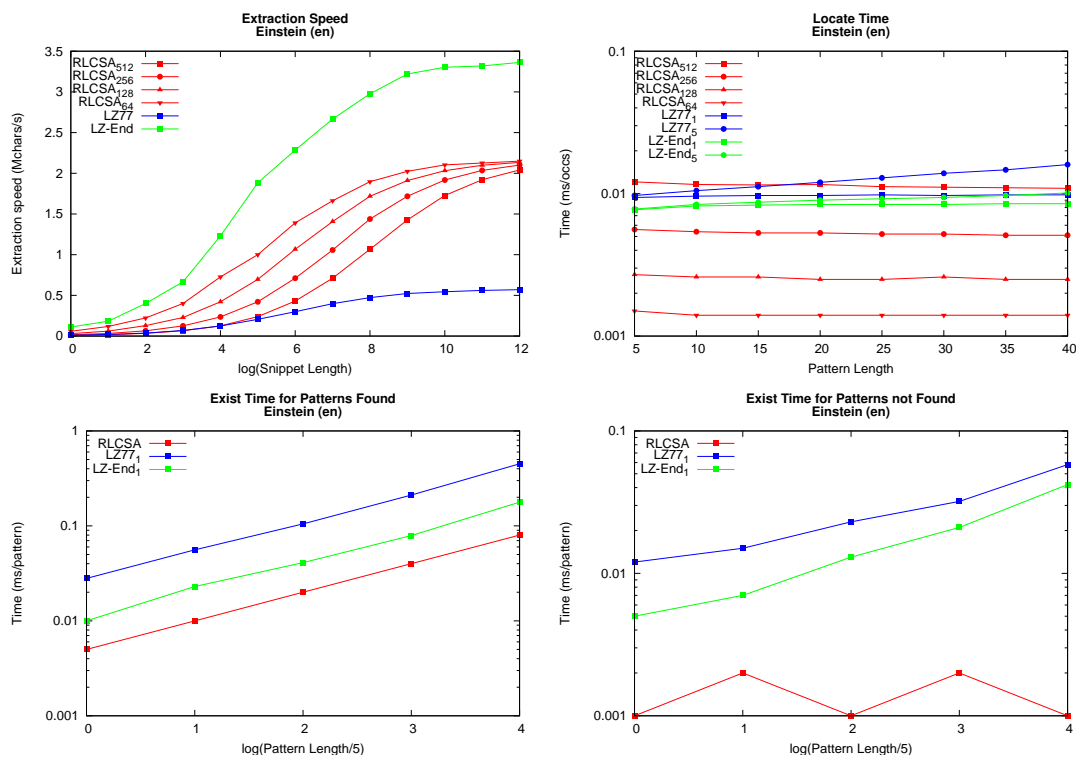 Extraction Speed
Einstein (en)
3.5
3
2.5
2
1.5
1
0.5
0
Extraction speed (Mchars/s)
RLCSA512
RLCSA256
RLCSA128
RLCSA64
LZ77
LZ-End
0 2 4 6 8 10 12
log(Snippet Length)
Locate Time
Einstein (en)
0.1
0.01
0.001
Time (ms/occs)
RLCSA512
RLCSA256
RLCSA128
RLCSA64
LZ771
LZ775
LZ-End1
LZ-End5
5 10 15 20 25 30 35 40
Pattern Length
Exist Time for Patterns Found
Einstein (en)
1
0.1
0.01
0.001
Time (ms/pattern)
RLCSA
LZ771
LZ-End1
0 1 2 3 4
log(Pattern Length/5)
Exist Time for Patterns not Found
Einstein (en)
0.1
0.01
0.001
Time (ms/pattern)
RLCSA
LZ771
LZ-End1
0 1 2 3 4
log(Pattern Length/5)